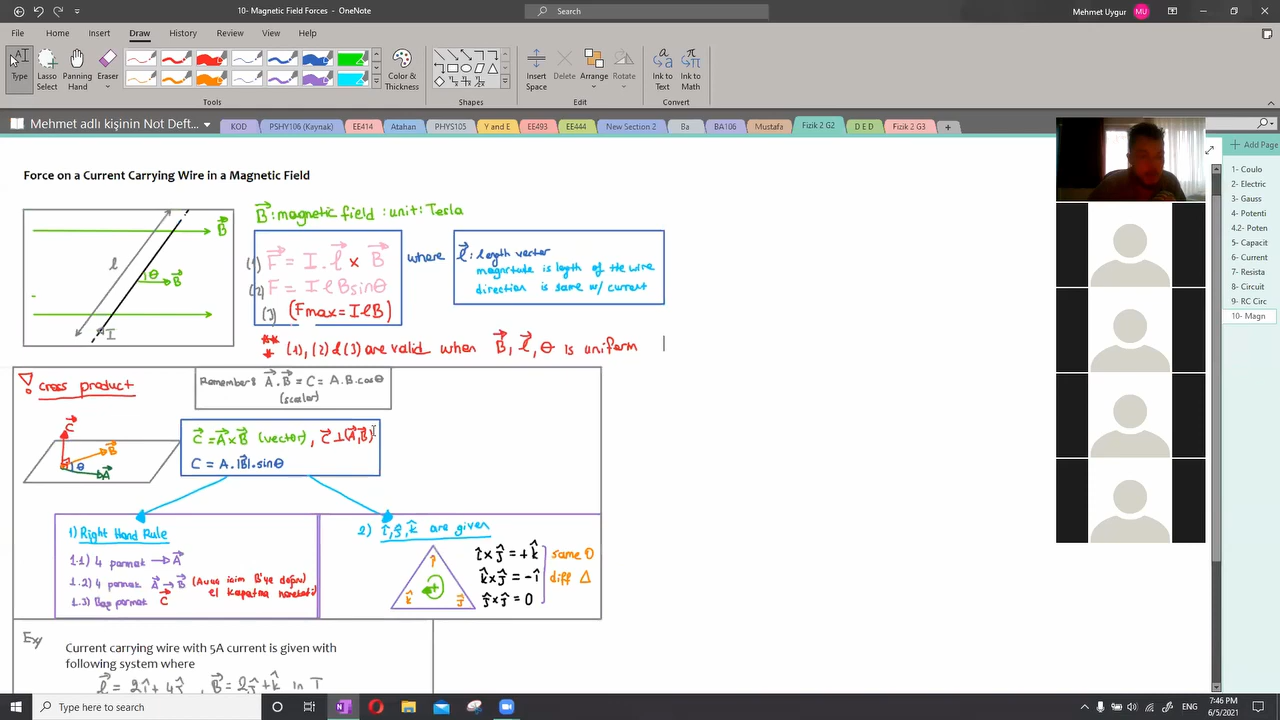 10- Magnetic Field Forces - OneNote
Search
Mehmet Uygur
MU
File Home Insert Draw History Review View Help
Type
Lasso Select
Panning Hand
Eraser
Color & Thickness
Insert Space
Delete
Arrange
Rotate
Ink to Text
Ink to Math
Tools
Shapes
Edit
Convert
Mehmet adlı kişinin Not Deft...
KOD PSHY106 (Kaynak) EE414 Atahan PHYS105 Y and E EE493 EE444 New Section 2 Ba BA106 Mustafa Fizik 2 G2 D E D Fizik 2 G3 +
Add Page
1- Coulo
2- Electric
3- Gauss
4- Potenti
4.2- Poten
5- Capacit
6- Current
7- Resista
8- Circuit
9- RC Circ
10- Magn
Force on a Current Carrying Wire in a Magnetic Field
B⃗ : magnetic field : unit: Tesla
B⃗
l
θ
B⃗
I
(1) F⃗ = I . l⃗ x B⃗
(2) F = I l B sinθ
(3) (Fmax = I l B)
where
l⃗ : length vector
magnitude is legth of the wire
direction is same w/ current
** * (1), (2) & (3) are valid when B⃗, l⃗, θ is uniform
! cross product
Remember: A⃗ . B⃗ = C = A.B.cosθ
(scalar)
C⃗
B⃗
θ
A⃗
C⃗ = A⃗ x B⃗ (vector), C⃗ ⊥ (A⃗, B⃗)
C = A.|B⃗|.sinθ
1) Right Hand Rule
1.1) 4 parmak → A⃗
1.2) 4 parmak A⃗ → B⃗ (Avuç içim B'ye doğru
el kapatma hareketi)
1.3) Baş parmak C⃗
2) î, ĵ, k̂ are given
î
k̂
ĵ
+
î x ĵ = +k̂
k̂ x ĵ = -î
ĵ x ĵ = 0
same 0
diff Δ
Ex/
Current carrying wire with 5A current is given with
following system where
l⃗ = 2î + 4ĵ , B⃗ = 2ĵ + k̂ in T
Type here to search
ENG
7:46 PM
6/5/2021